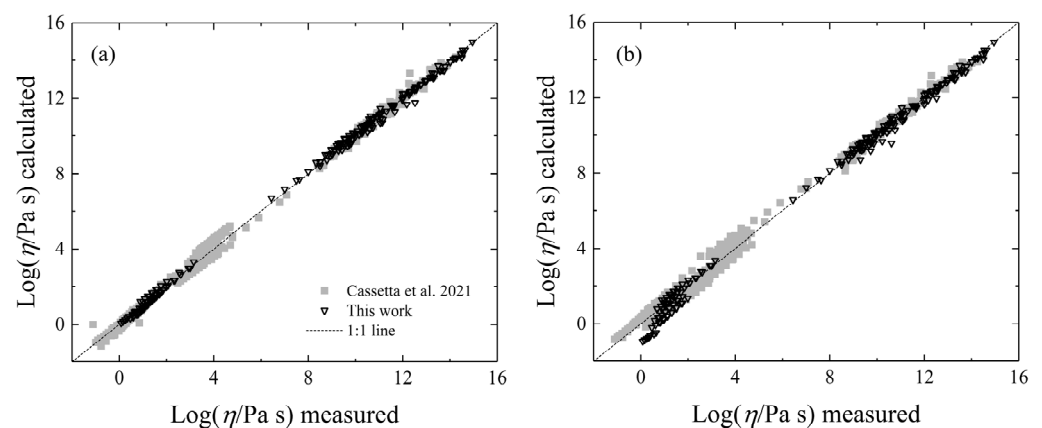 (a)
Log(η/Pa s) calculated
16
12
8
4
0
Cassetta et al. 2021
This work
1:1 line
0 4 8 12 16
Log(η/Pa s) measured
(b)
Log(η/Pa s) calculated
16
12
8
4
0
0 4 8 12 16
Log(η/Pa s) measured